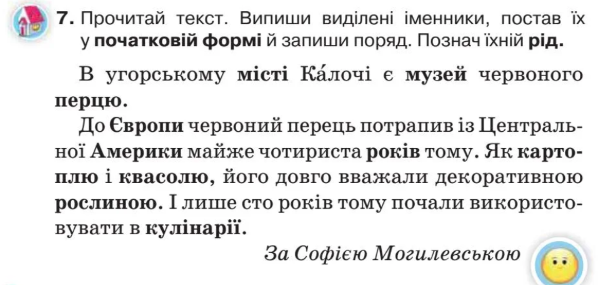 7. Прочитай текст. Випиши виділені іменники, постав їх
у початковій формі й запиши поряд. Познач їхній рід.
В угорському місті Ка́лочі є музей червоного
перцю.
До Європи червоний перець потрапив із Централь-
ної Америки майже чотириста років тому. Як карто-
плю і квасолю, його довго вважали декоративною
рослиною. І лише сто років тому почали використо-
вувати в кулінарії.
За Софією Могилевською